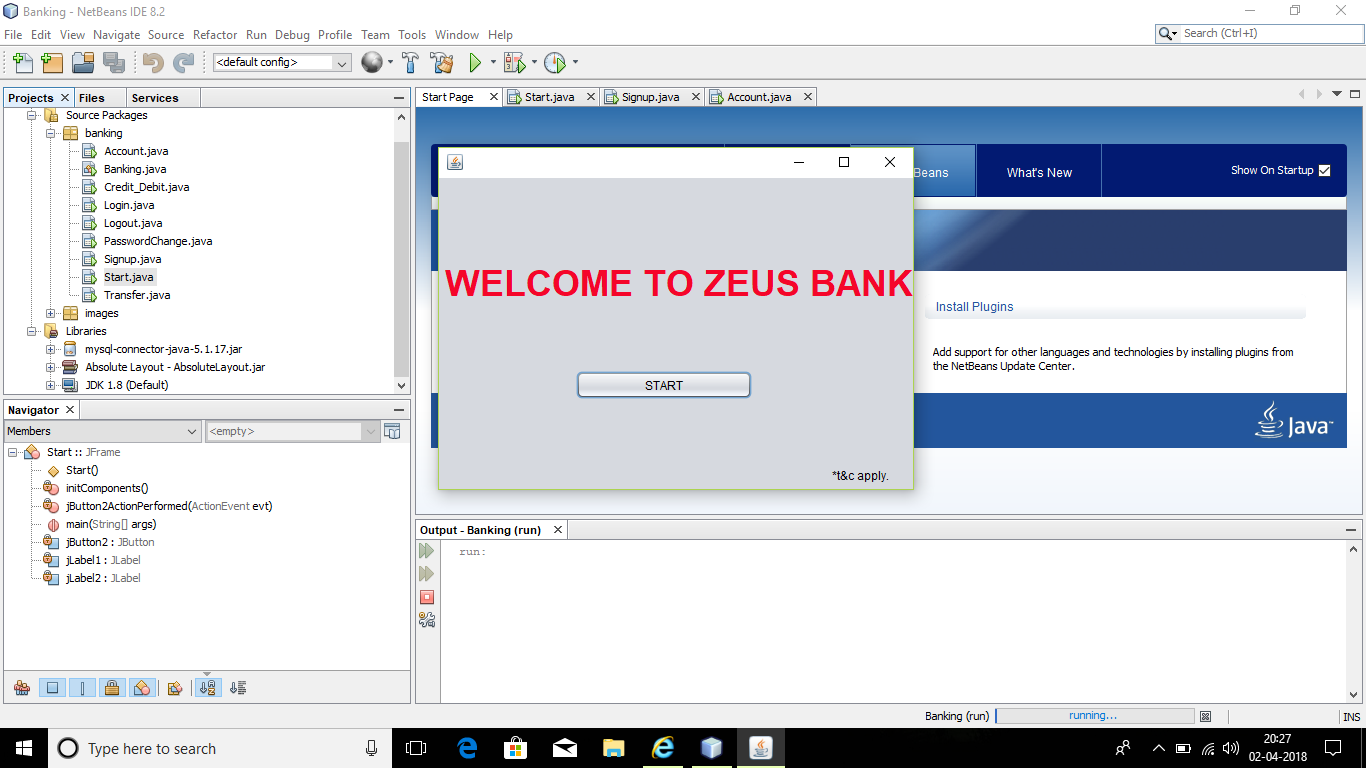 Banking - NetBeans IDE 8.2
File Edit View Navigate Source Refactor Run Debug Profile Team Tools Window Help
Search (Ctrl+I)
<default config>
Projects Files Services
Source Packages
banking
Account.java
Banking.java
Credit_Debit.java
Login.java
Logout.java
PasswordChange.java
Signup.java
Start.java
Transfer.java
images
Libraries
mysql-connector-java-5.1.17.jar
Absolute Layout - AbsoluteLayout.jar
JDK 1.8 (Default)
Navigator
Members
<empty>
Start :: JFrame
Start()
initComponents()
jButton2ActionPerformed(ActionEvent evt)
main(String[] args)
jButton2 : JButton
jLabel1 : JLabel
jLabel2 : JLabel
Start Page Start.java Signup.java Account.java
Beans
What's New
Show On Startup
WELCOME TO ZEUS BANK
START
*t&c apply.
Install Plugins
Add support for other languages and technologies by installing plugins from
the NetBeans Update Center.
Java™
Output - Banking (run)
run:
Banking (run)
running...
INS
Type here to search
20:27
02-04-2018